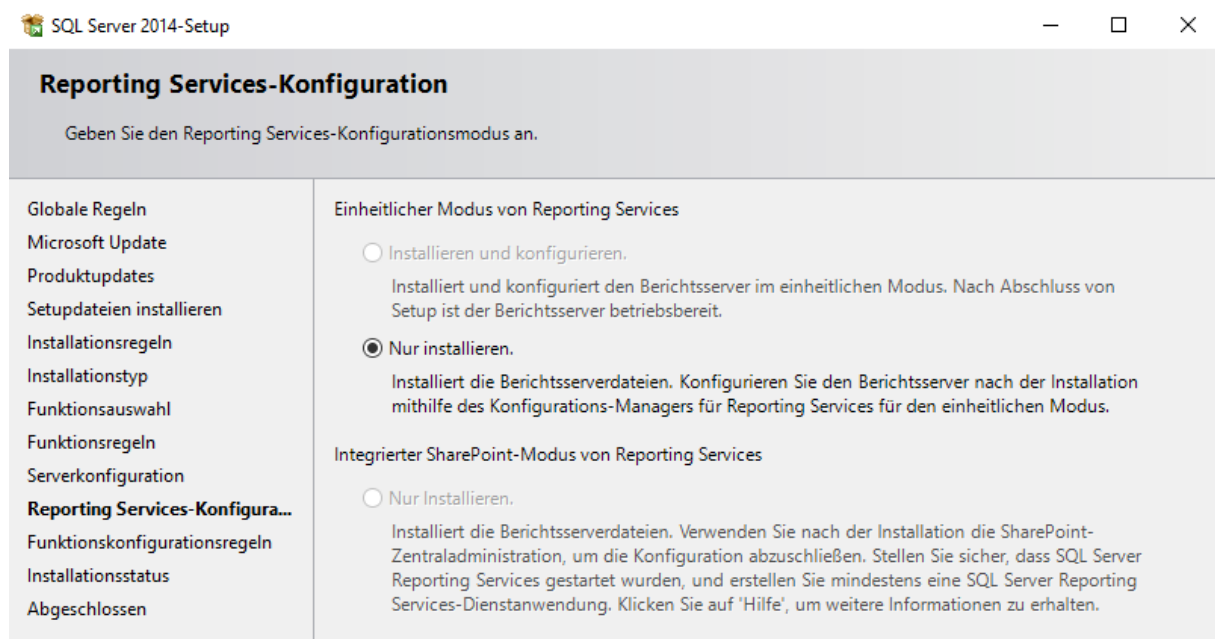 SQL Server 2014-Setup
Reporting Services-Konfiguration
Geben Sie den Reporting Services-Konfigurationsmodus an.
Globale Regeln
Microsoft Update
Produktupdates
Setupdateien installieren
Installationsregeln
Installationstyp
Funktionsauswahl
Funktionsregeln
Serverkonfiguration
Reporting Services-Konfigura...
Funktionskonfigurationsregeln
Installationsstatus
Abgeschlossen
Einheitlicher Modus von Reporting Services
Installieren und konfigurieren.
Installiert und konfiguriert den Berichtsserver im einheitlichen Modus. Nach Abschluss von
Setup ist der Berichtsserver betriebsbereit.
Nur installieren.
Installiert die Berichtsserverdateien. Konfigurieren Sie den Berichtsserver nach der Installation
mithilfe des Konfigurations-Managers für Reporting Services für den einheitlichen Modus.
Integrierter SharePoint-Modus von Reporting Services
Nur Installieren.
Installiert die Berichtsserverdateien. Verwenden Sie nach der Installation die SharePoint-
Zentraladministration, um die Konfiguration abzuschließen. Stellen Sie sicher, dass SQL Server
Reporting Services gestartet wurden, und erstellen Sie mindestens eine SQL Server Reporting
Services-Dienstanwendung. Klicken Sie auf 'Hilfe', um weitere Informationen zu erhalten.